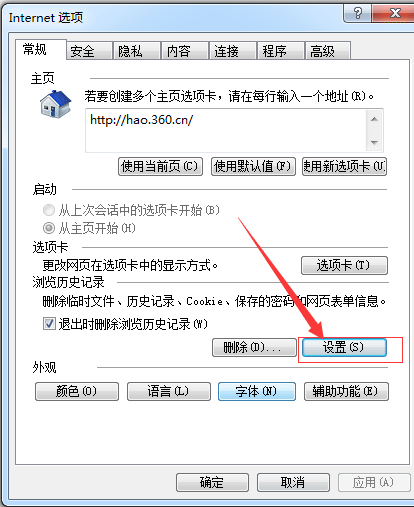 Internet 选项
常规 安全 隐私 内容 连接 程序 高级
主页
若要创建多个主页选项卡，请在每行输入一个地址(R)。
http://hao.360.cn/
使用当前页(C) 使用默认值(F) 使用新选项卡(U)
启动
从上次会话中的选项卡开始(B)
从主页开始(H)
选项卡
更改网页在选项卡中的显示方式。 选项卡(T)
浏览历史记录
删除临时文件、历史记录、Cookie、保存的密码和网页表单信息。
退出时删除浏览历史记录(W)
删除(D)... 设置(S)
外观
颜色(O) 语言(L) 字体(N) 辅助功能(E)
确定 取消 应用(A)